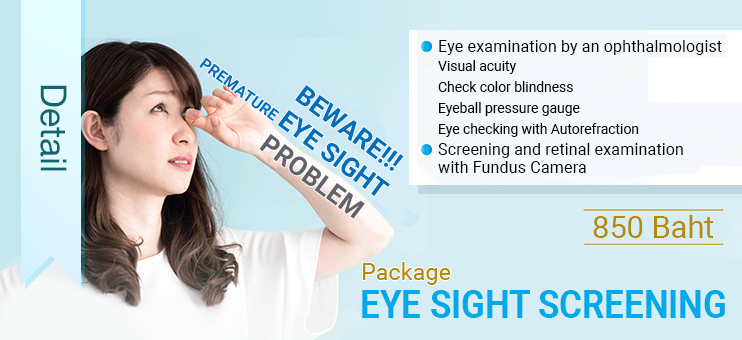 Detail
BEWARE!!!
PREMATURE EYE SIGHT
PROBLEM
Eye examination by an ophthalmologist
Visual acuity
Check color blindness
Eyeball pressure gauge
Eye checking with Autorefraction
Screening and retinal examination
with Fundus Camera
850 Baht
Package
EYE SIGHT SCREENING